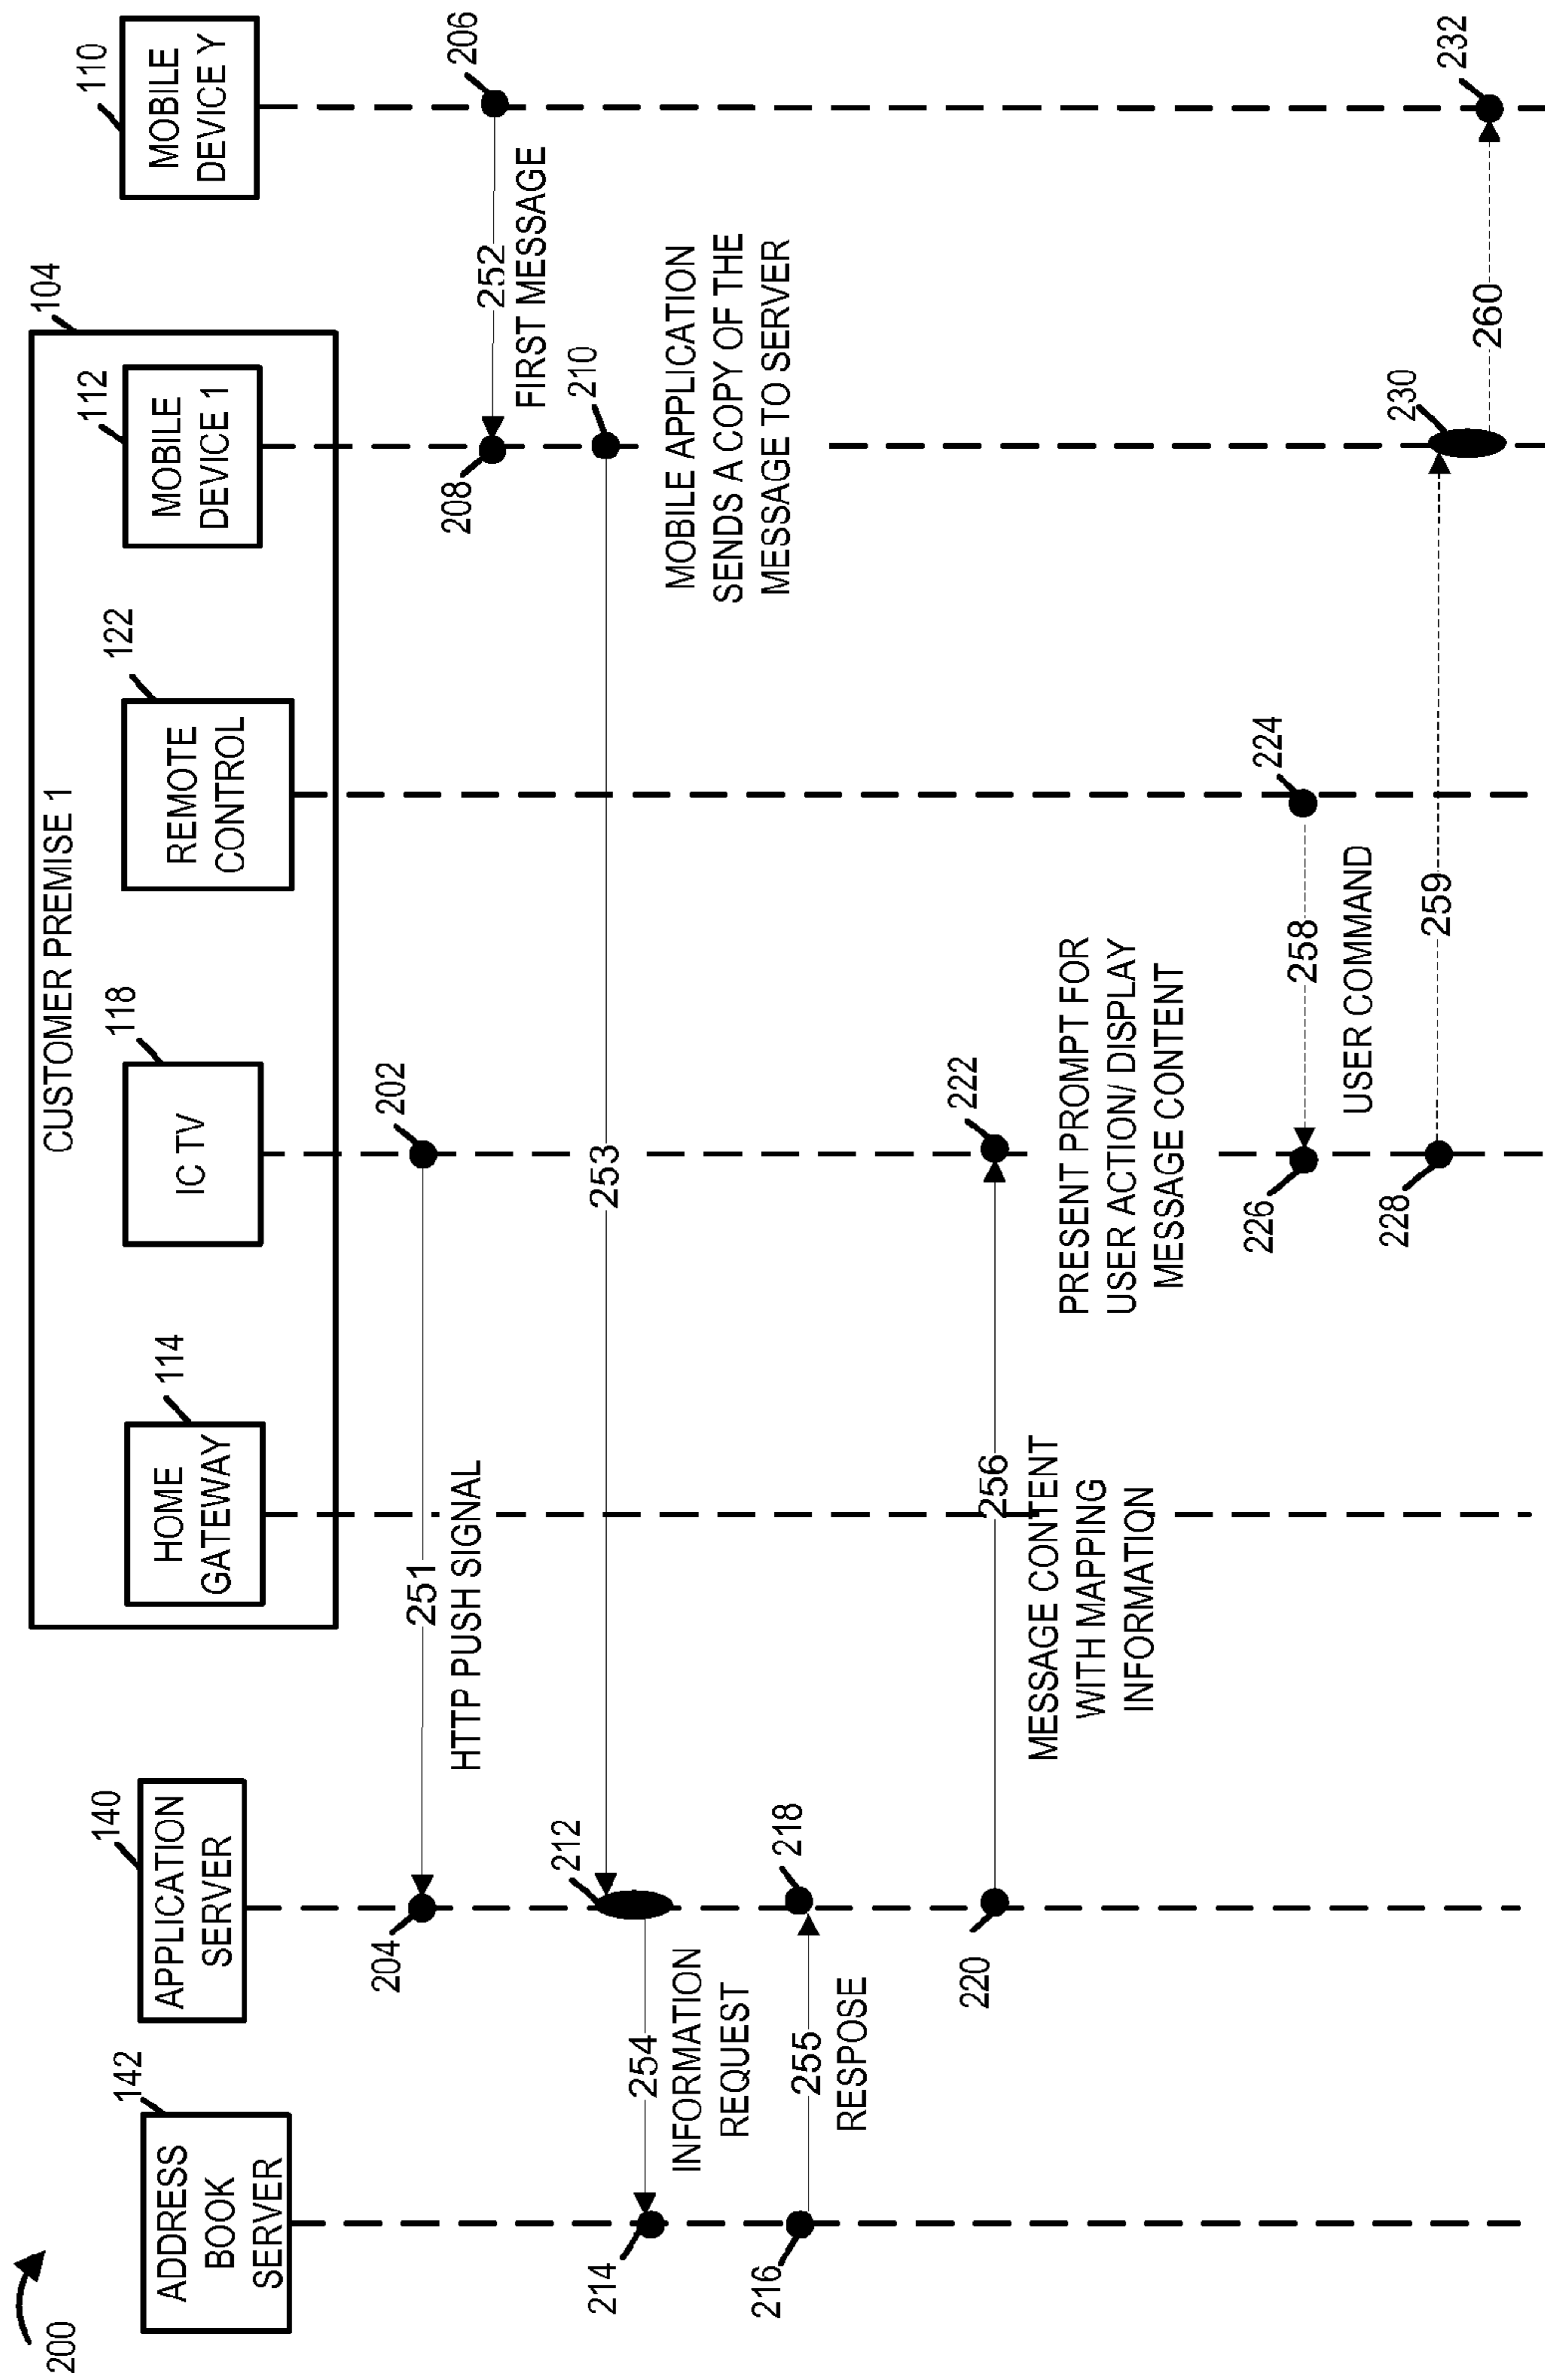 200
ADDRESS
BOOK
SERVER
142
APPLICATION
SERVER
140
CUSTOMER PREMISE 1
104
HOME
GATEWAY
114
IC TV
118
REMOTE
CONTROL
122
MOBILE
DEVICE 1
112
MOBILE
DEVICE Y
110
202
204
251
HTTP PUSH SIGNAL
206
208
252
FIRST MESSAGE
210
212
253
MOBILE APPLICATION
SENDS A COPY OF THE
MESSAGE TO SERVER
214
254
INFORMATION
REQUEST
216
218
255
RESPOSE
220
256
222
MESSAGE CONTENT
WITH MAPPING
INFORMATION
PRESENT PROMPT FOR
USER ACTION/ DISPLAY
MESSAGE CONTENT
224
226
258
USER COMMAND
228
259
230
260
232